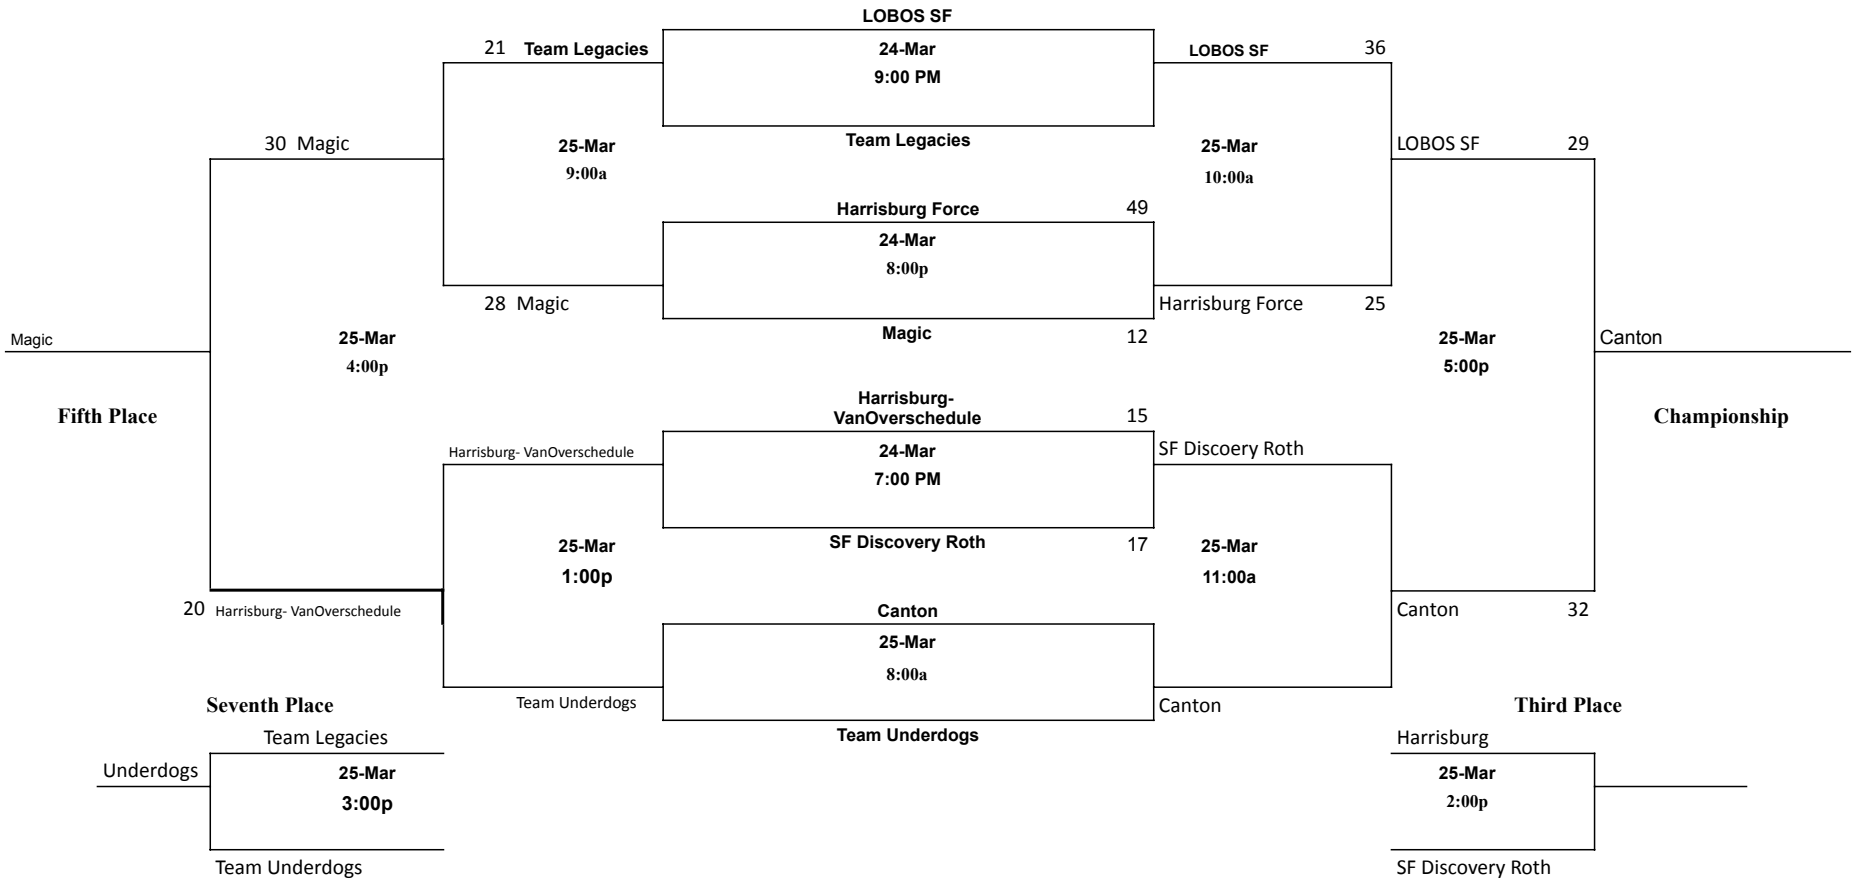 LOBOS SF
21 Team Legacies
24-Mar
9:00 PM
LOBOS SF 36
Team Legacies
30 Magic
25-Mar
9:00a
25-Mar
10:00a
LOBOS SF 29
Harrisburg Force 49
24-Mar
8:00p
28 Magic
Harrisburg Force 25
Magic 12
Magic
25-Mar
4:00p
25-Mar
5:00p
Canton
Fifth Place
Championship
Harrisburg-
VanOverschedule 15
Harrisburg- VanOverschedule
24-Mar
7:00 PM
SF Discoery Roth
SF Discovery Roth 17
25-Mar
1:00p
25-Mar
11:00a
20 Harrisburg- VanOverschedule
Canton
25-Mar
8:00a
Canton 32
Team Underdogs
Canton
Team Underdogs
Seventh Place
Team Legacies
Underdogs
25-Mar
3:00p
Team Underdogs
Third Place
Harrisburg
25-Mar
2:00p
SF Discovery Roth